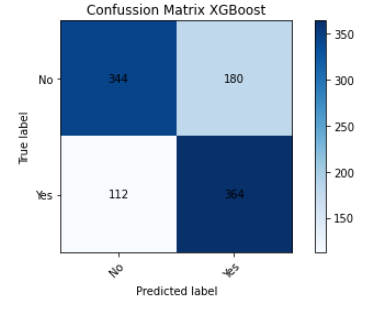 Confussion Matrix XGBoost
No
344
180
True label
Yes
112
364
No
Yes
Predicted label
350
300
250
200
150